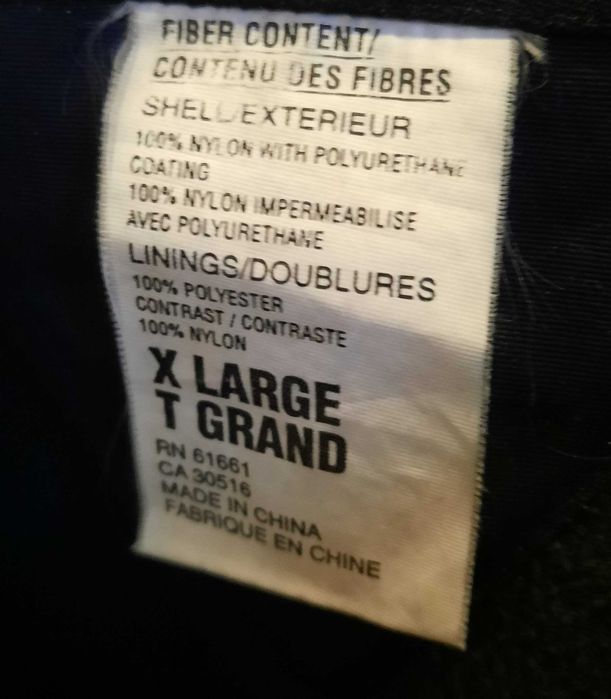 FIBER CONTENT/
CONTENU DES FIBRES
SHELL/EXTERIEUR
100% NYLON WITH POLYURETHANE
COATING
100% NYLON IMPERMEABILISE
AVEC POLYURETHANE
LININGS/DOUBLURES
100% POLYESTER
CONTRAST / CONTRASTE
100% NYLON
X LARGE
T GRAND
RN 61661
CA 30516
MADE IN CHINA
FABRIQUE EN CHINE